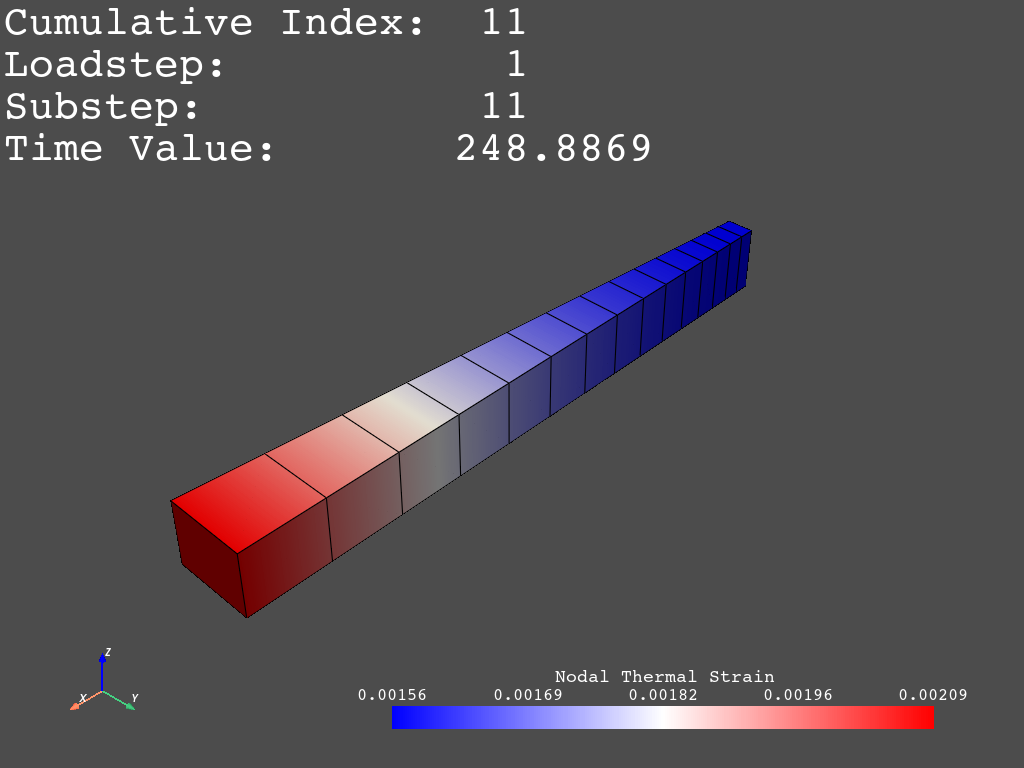 Cumulative Index: 11
Loadstep: 1
Substep: 11
Time Value: 248.8869
Z
X Y
Nodal Thermal Strain
0.00156 0.00169 0.00182 0.00196 0.00209